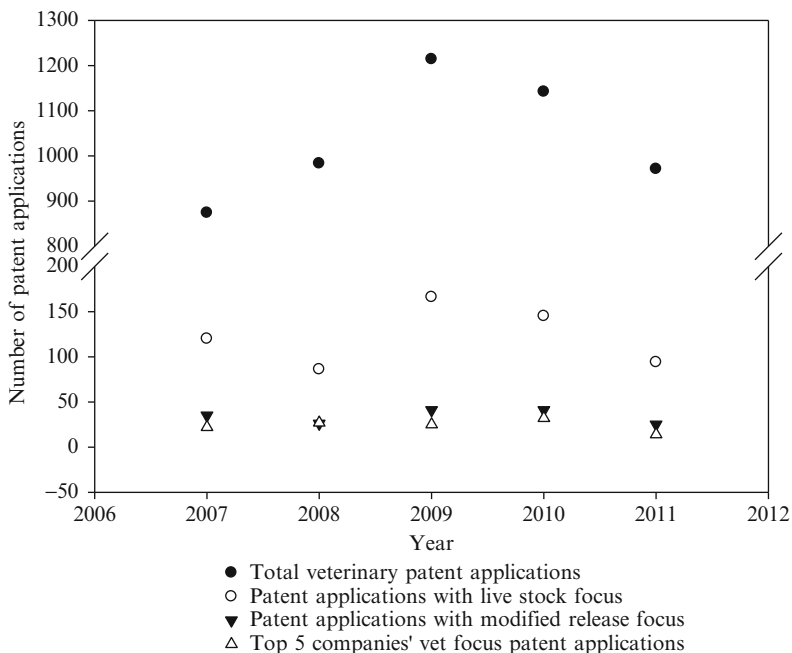 1300
1200
1100
1000
900
800
200
150
100
50
0
−50
Number of patent applications
2006 2007 2008 2009 2010 2011 2012
Year
Total veterinary patent applications
Patent applications with live stock focus
Patent applications with modified release focus
Top 5 companies' vet focus patent applications